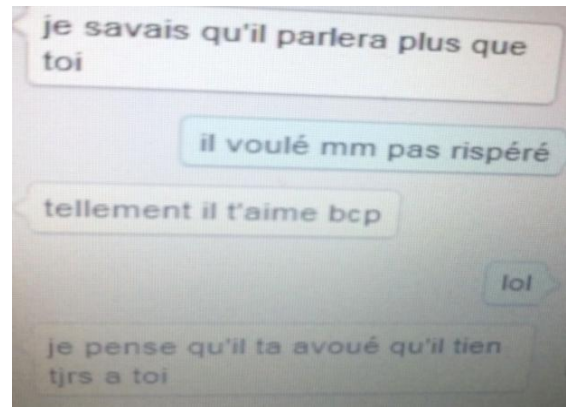 je savais qu'il parlera plus que
toi
il voulé mm pas rispéré
tellement il t'aime bcp
lol
je pense qu'il ta avoué qu'il tien
tjrs a toi